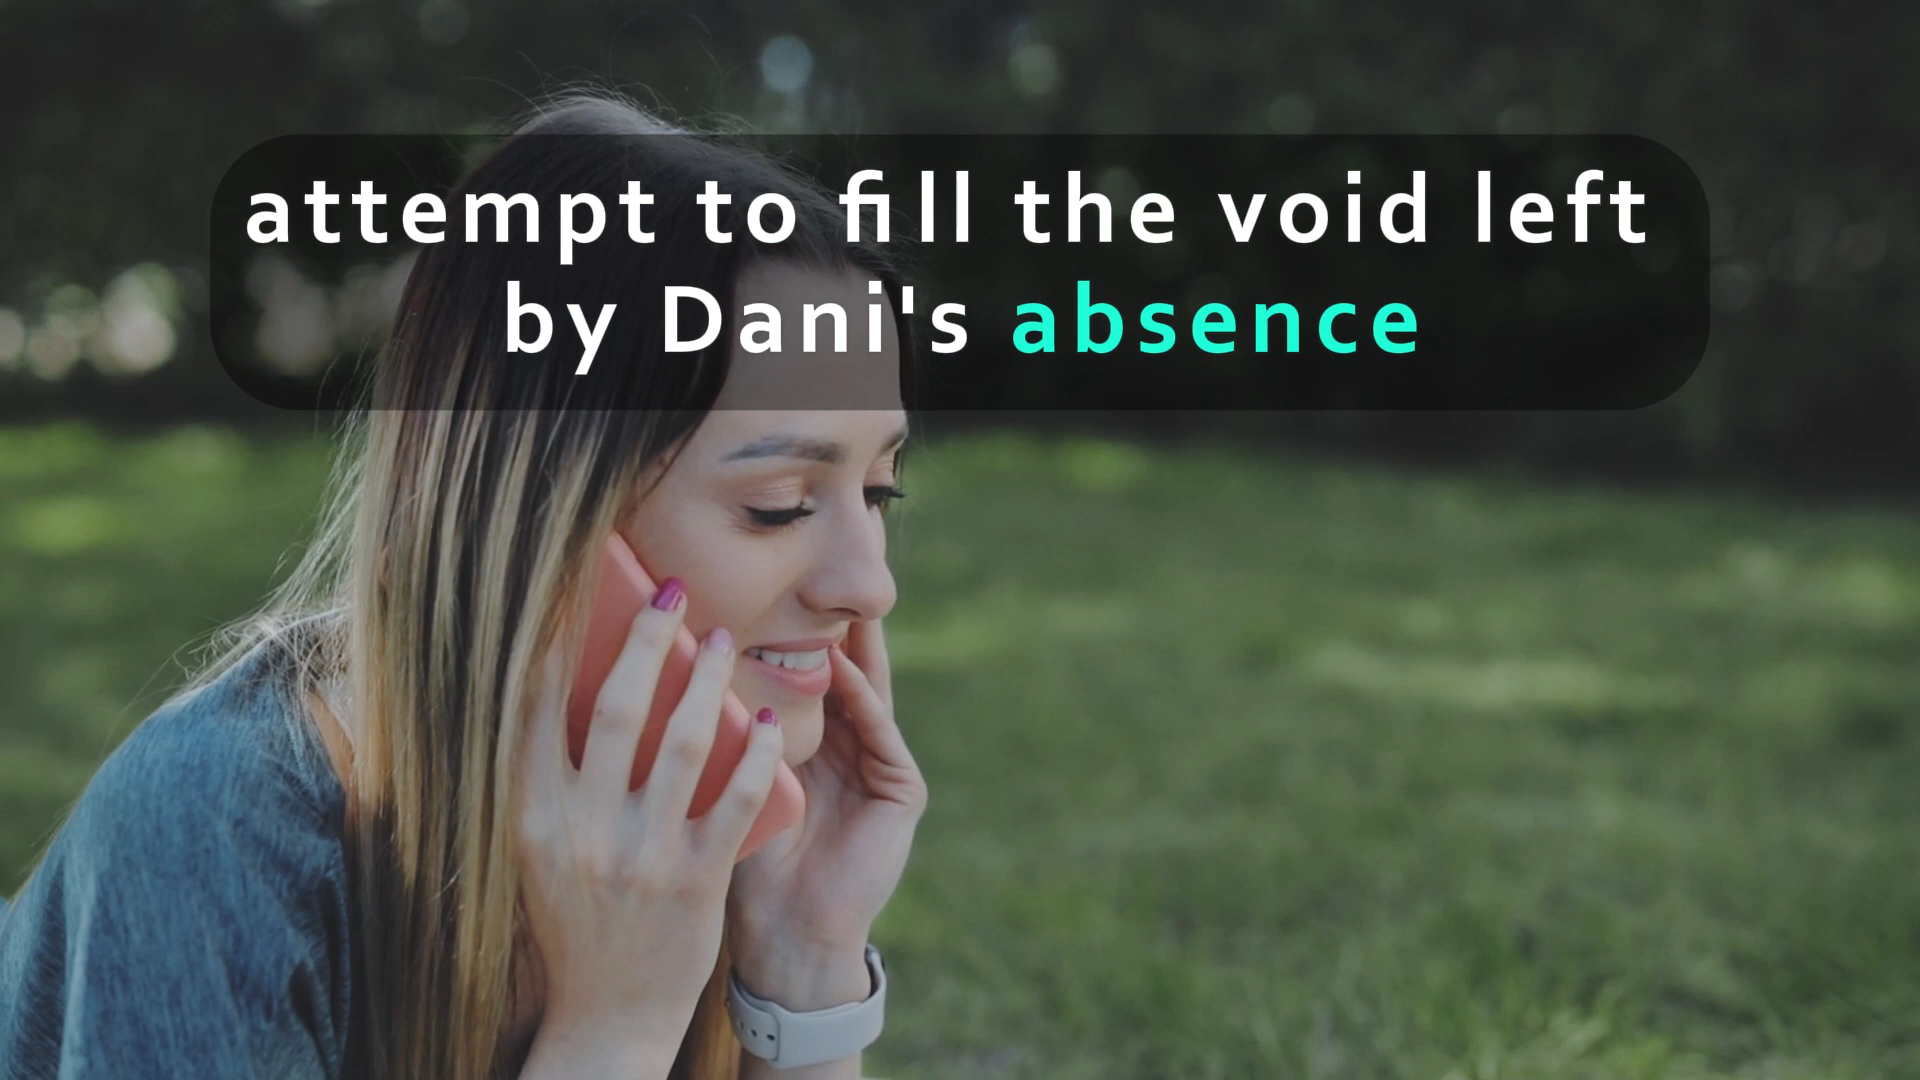 attempt to fill the void left
by Dani's absence